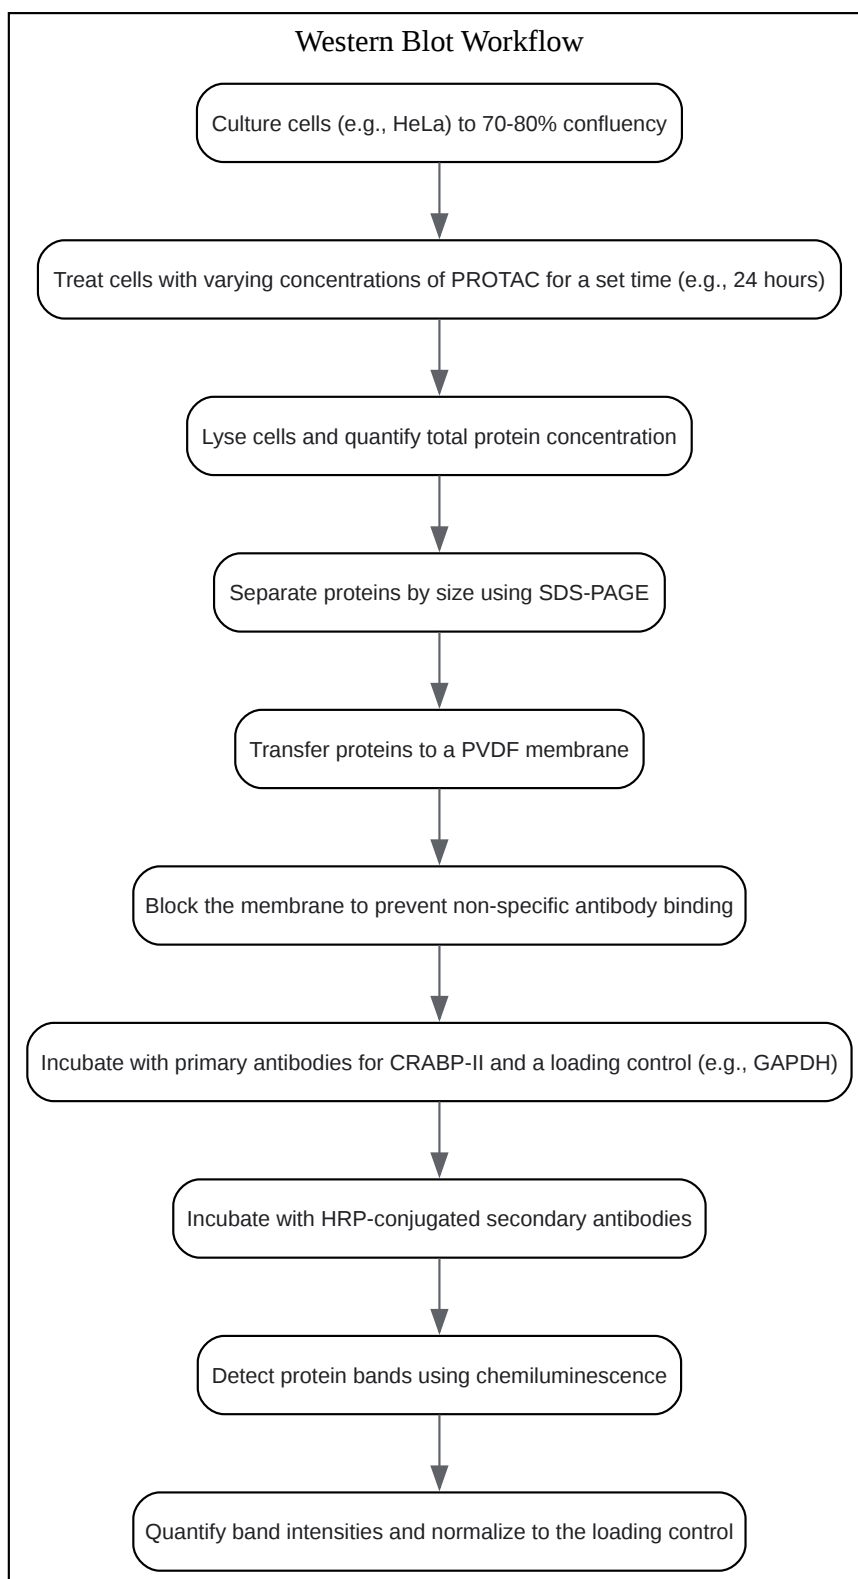 Western Blot Workflow
Culture cells (e.g., HeLa) to 70-80% confluency
Treat cells with varying concentrations of PROTAC for a set time (e.g., 24 hours)
Lyse cells and quantify total protein concentration
Separate proteins by size using SDS-PAGE
Transfer proteins to a PVDF membrane
Block the membrane to prevent non-specific antibody binding
Incubate with primary antibodies for CRABP-II and a loading control (e.g., GAPDH)
Incubate with HRP-conjugated secondary antibodies
Detect protein bands using chemiluminescence
Quantify band intensities and normalize to the loading control